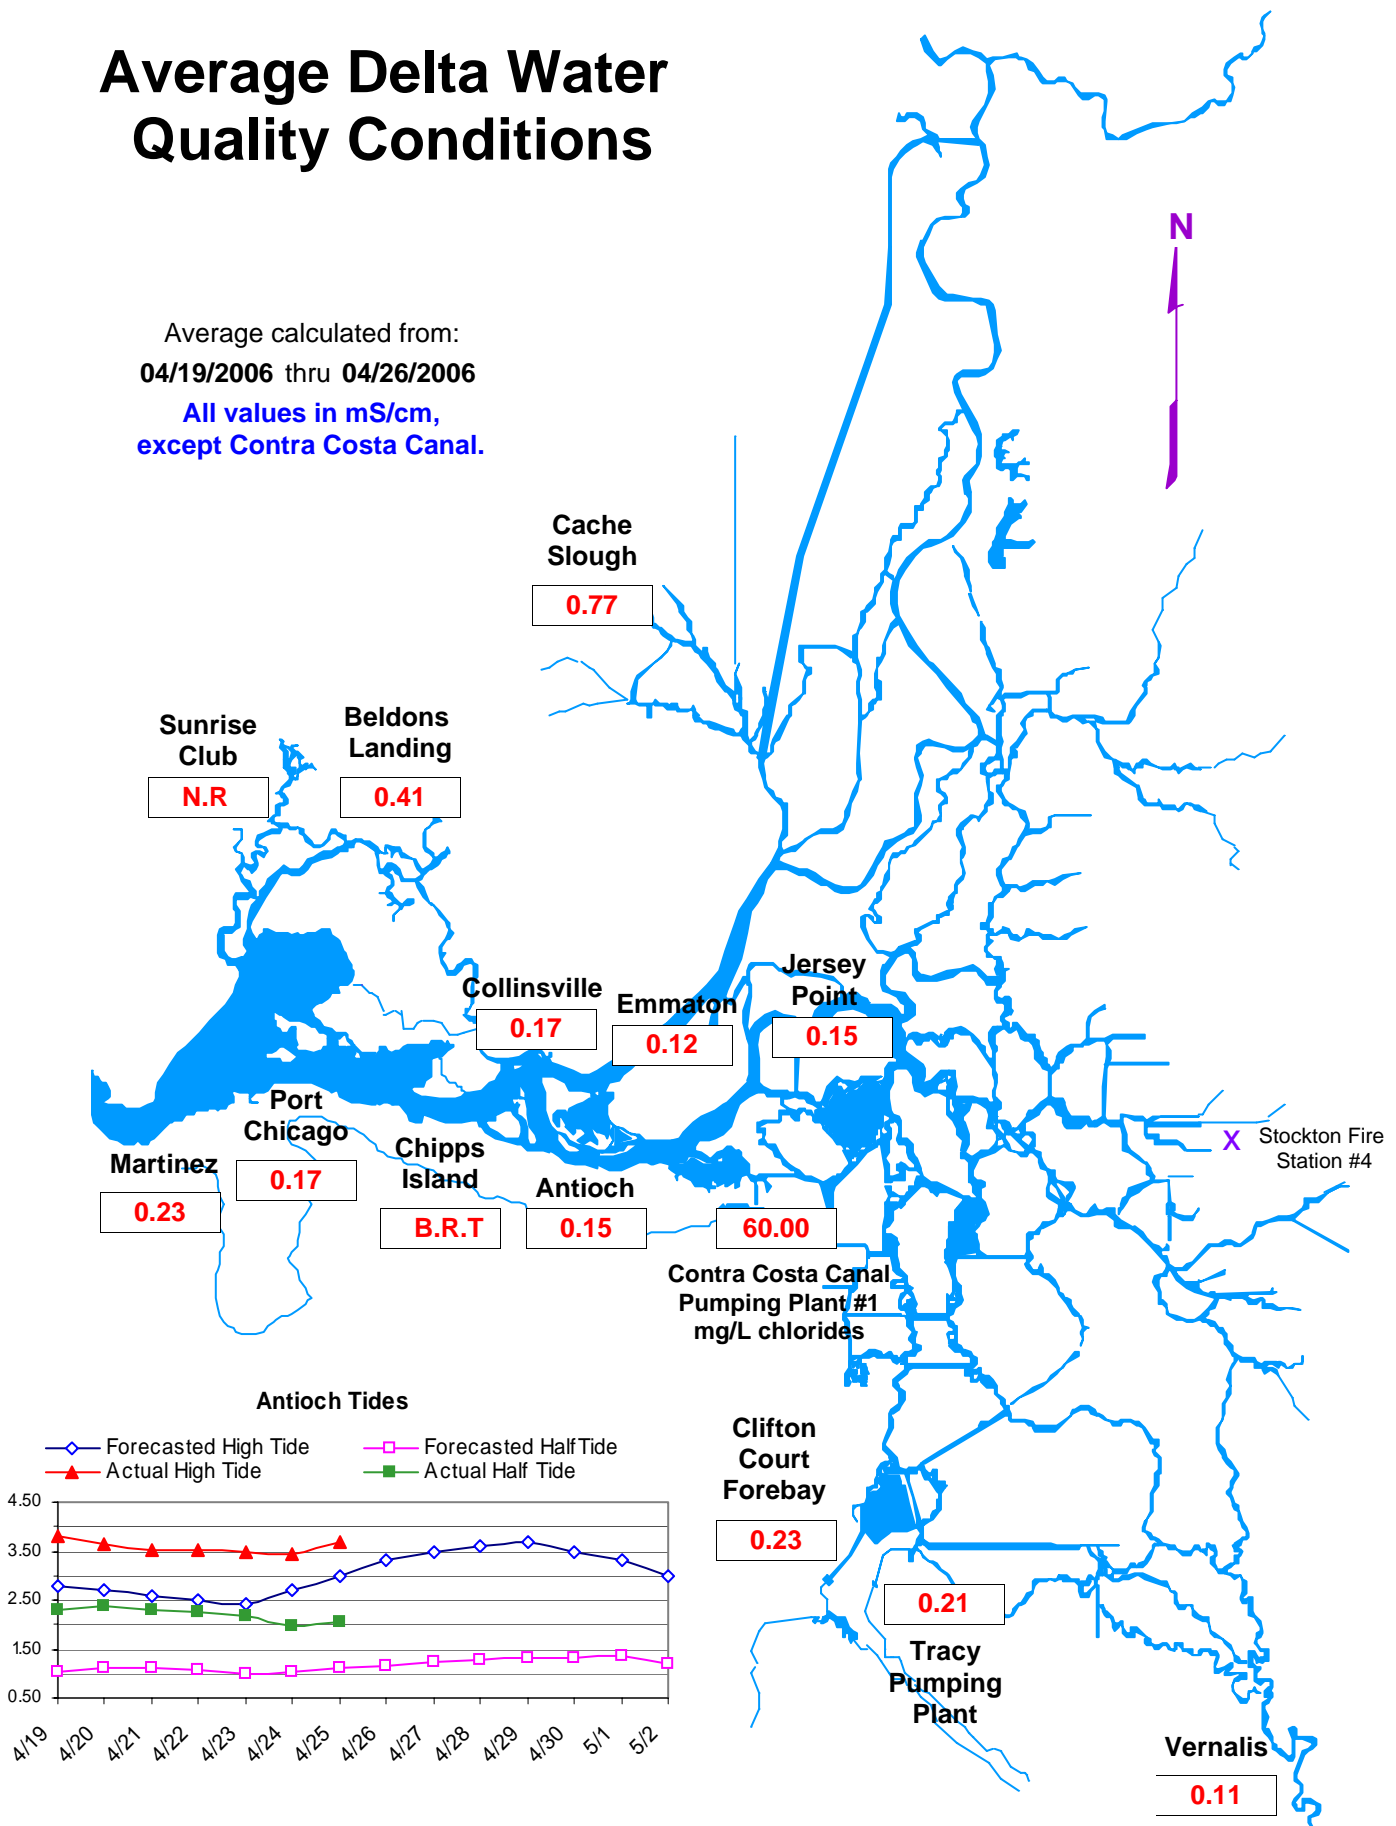 Average Delta Water
Quality Conditions
N
Average calculated from:
04/19/2006 thru 04/26/2006
All values in mS/cm,
except Contra Costa Canal.
Cache
Slough
0.77
Sunrise
Club
N.R
Beldons
Landing
0.41
Collinsville
0.17
Emmaton
0.12
Jersey
Point
0.15
Port
Chicago
0.17
Martinez
0.23
Chipps
Island
B.R.T
Antioch
0.15
60.00
Contra Costa Canal
Pumping Plant #1
mg/L chlorides
X Stockton Fire
Station #4
Clifton
Court
Forebay
0.23
0.21
Tracy
Pumping
Plant
Vernalis
0.11
Antioch Tides
Forecasted High Tide
Forecasted Half Tide
Actual High Tide
Actual Half Tide
4.50
3.50
2.50
1.50
0.50
4/19
4/20
4/21
4/22
4/23
4/24
4/25
4/26
4/27
4/28
4/29
4/30
5/1
5/2